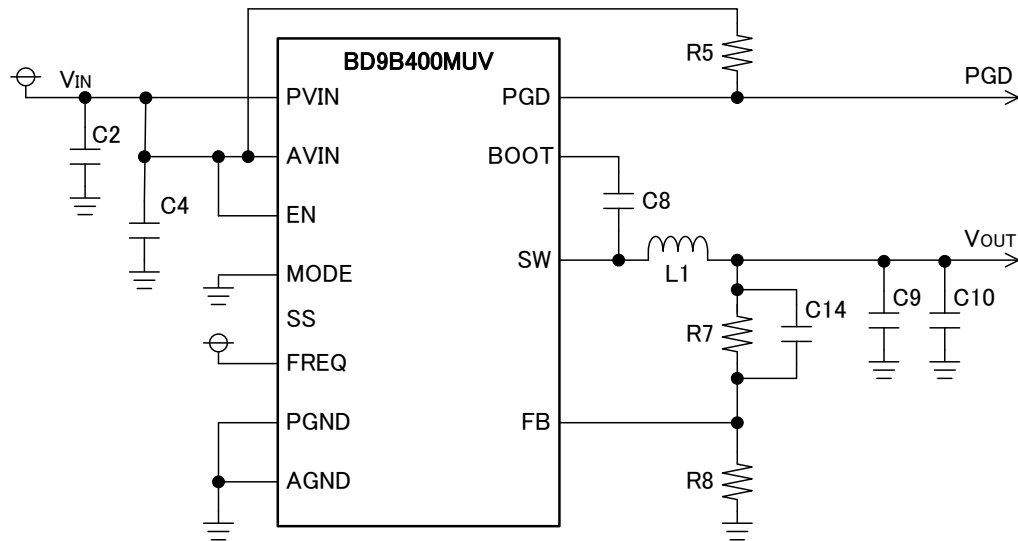 BD9B400MUV
R5
PGD
VIN
PVIN
PGD
C2
AVIN
BOOT
C4
C8
EN
SW
L1
VOUT
MODE
SS
R7
C14
C9
C10
FREQ
PGND
FB
AGND
R8